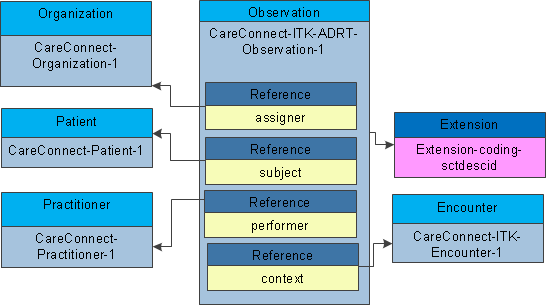 Organization
CareConnect-
Organization-1
Patient
CareConnect-Patient-1
Practitioner
CareConnect-
Practitioner-1
Observation
CareConnect-ITK-ADRT-
Observation-1
Reference
assigner
Reference
subject
Reference
performer
Reference
context
Extension
Extension-coding-
sctdescid
Encounter
CareConnect-ITK-
Encounter-1